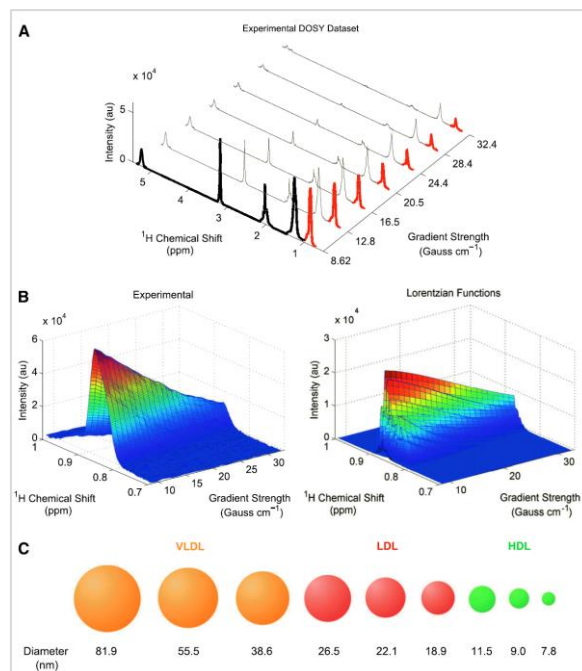 A
Experimental DOSY Dataset
x 10⁴
5
0
Intensity (au)
5
4
3
2
1
¹H Chemical Shift
(ppm)
8.62
12.8
16.5
20.5
24.4
28.4
32.4
Gradient Strength
(Gauss cm⁻¹)
B
Experimental
x 10⁴
6
4
2
0
Intensity (au)
1
0.9
0.8
0.7
¹H Chemical Shift
(ppm)
10
15
20
25
30
Gradient Strength
(Gauss cm⁻¹)
Lorentzian Functions
x 10⁴
3
2
1
0
Intensity (au)
1
0.9
0.8
0.7
¹H Chemical Shift
(ppm)
10
20
30
Gradient Strength
(Gauss cm⁻¹)
C
VLDL LDL HDL
Diameter
(nm)
81.9 55.5 38.6 26.5 22.1 18.9 11.5 9.0 7.8